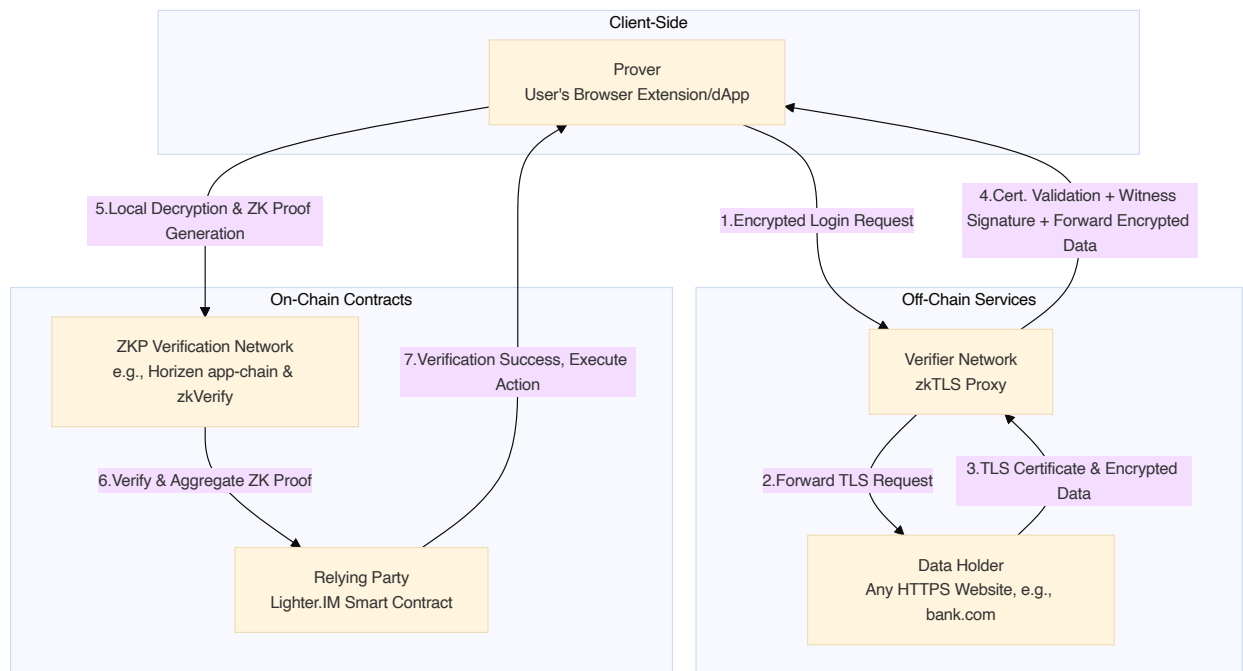 Client-Side
Prover
User's Browser Extension/dApp
5.Local Decryption & ZK Proof
Generation
1.Encrypted Login Request
4.Cert. Validation + Witness
Signature + Forward Encrypted
Data
On-Chain Contracts
ZKP Verification Network
e.g., Horizen app-chain &
zkVerify
7.Verification Success, Execute
Action
6.Verify & Aggregate ZK Proof
Relying Party
Lighter.IM Smart Contract
Off-Chain Services
Verifier Network
zkTLS Proxy
2.Forward TLS Request
3.TLS Certificate & Encrypted
Data
Data Holder
Any HTTPS Website, e.g.,
bank.com